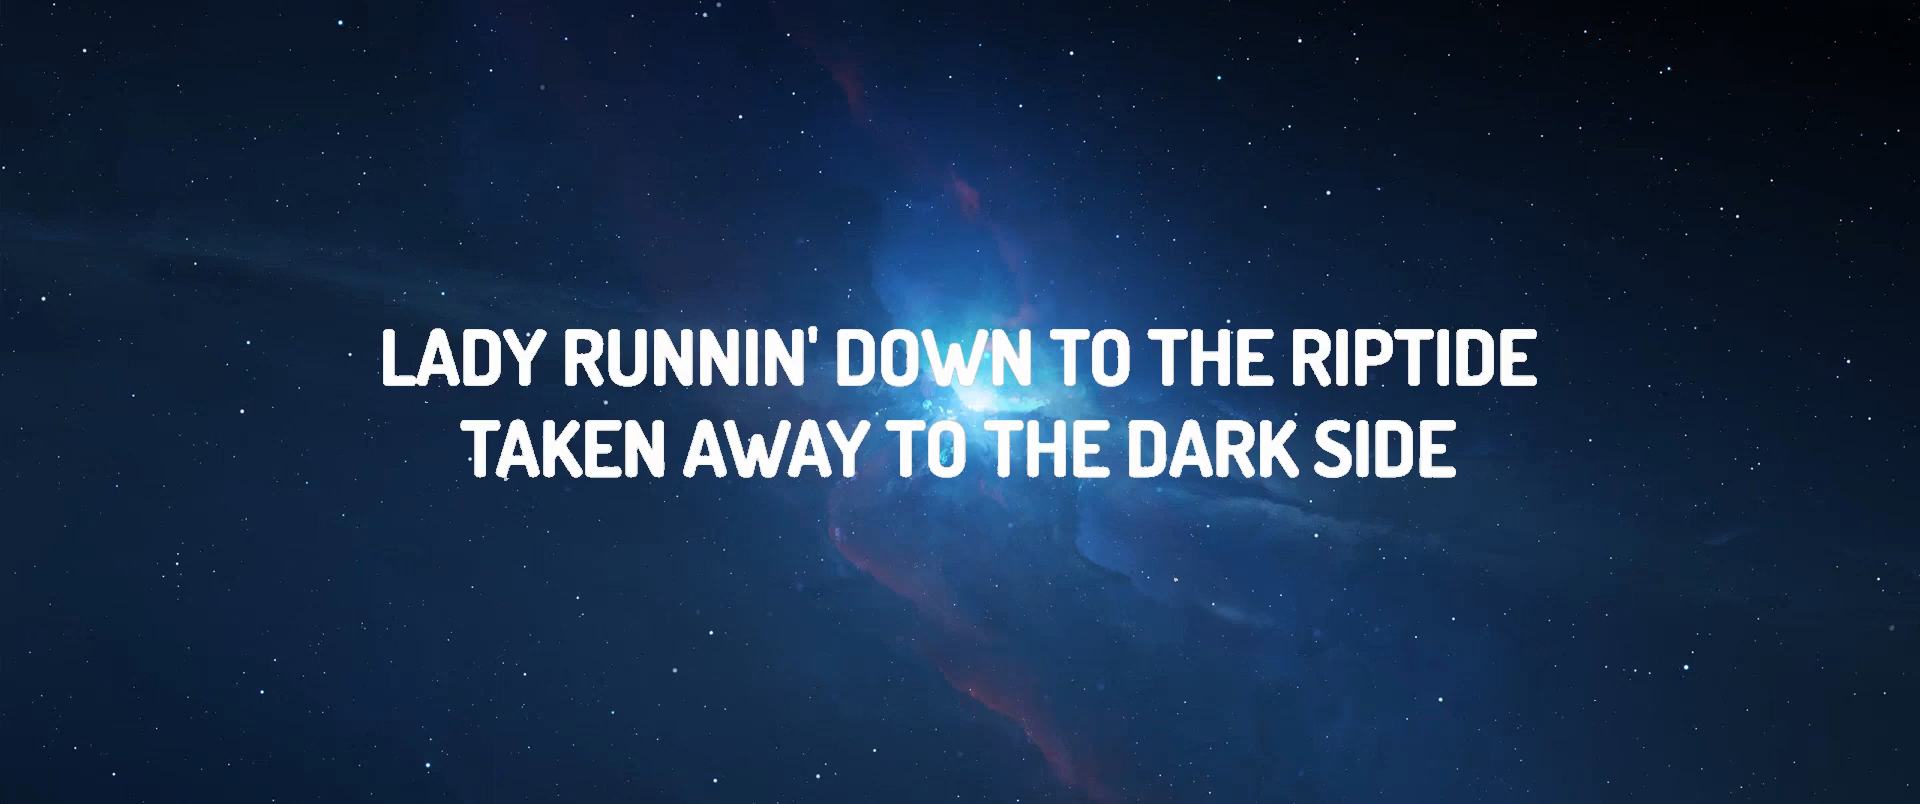 LADY RUNNIN' DOWN TO THE RIPTIDE
TAKEN AWAY TO THE DARK SIDE